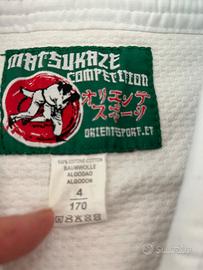 MATSUKAZE
COMPETITION
オリエンテ
スポーツ
ORIENTSPORT.IT
100% COTONE-COTTON
BAUMWOLLE
ALGODAO
ALGODON
4
170
Subito